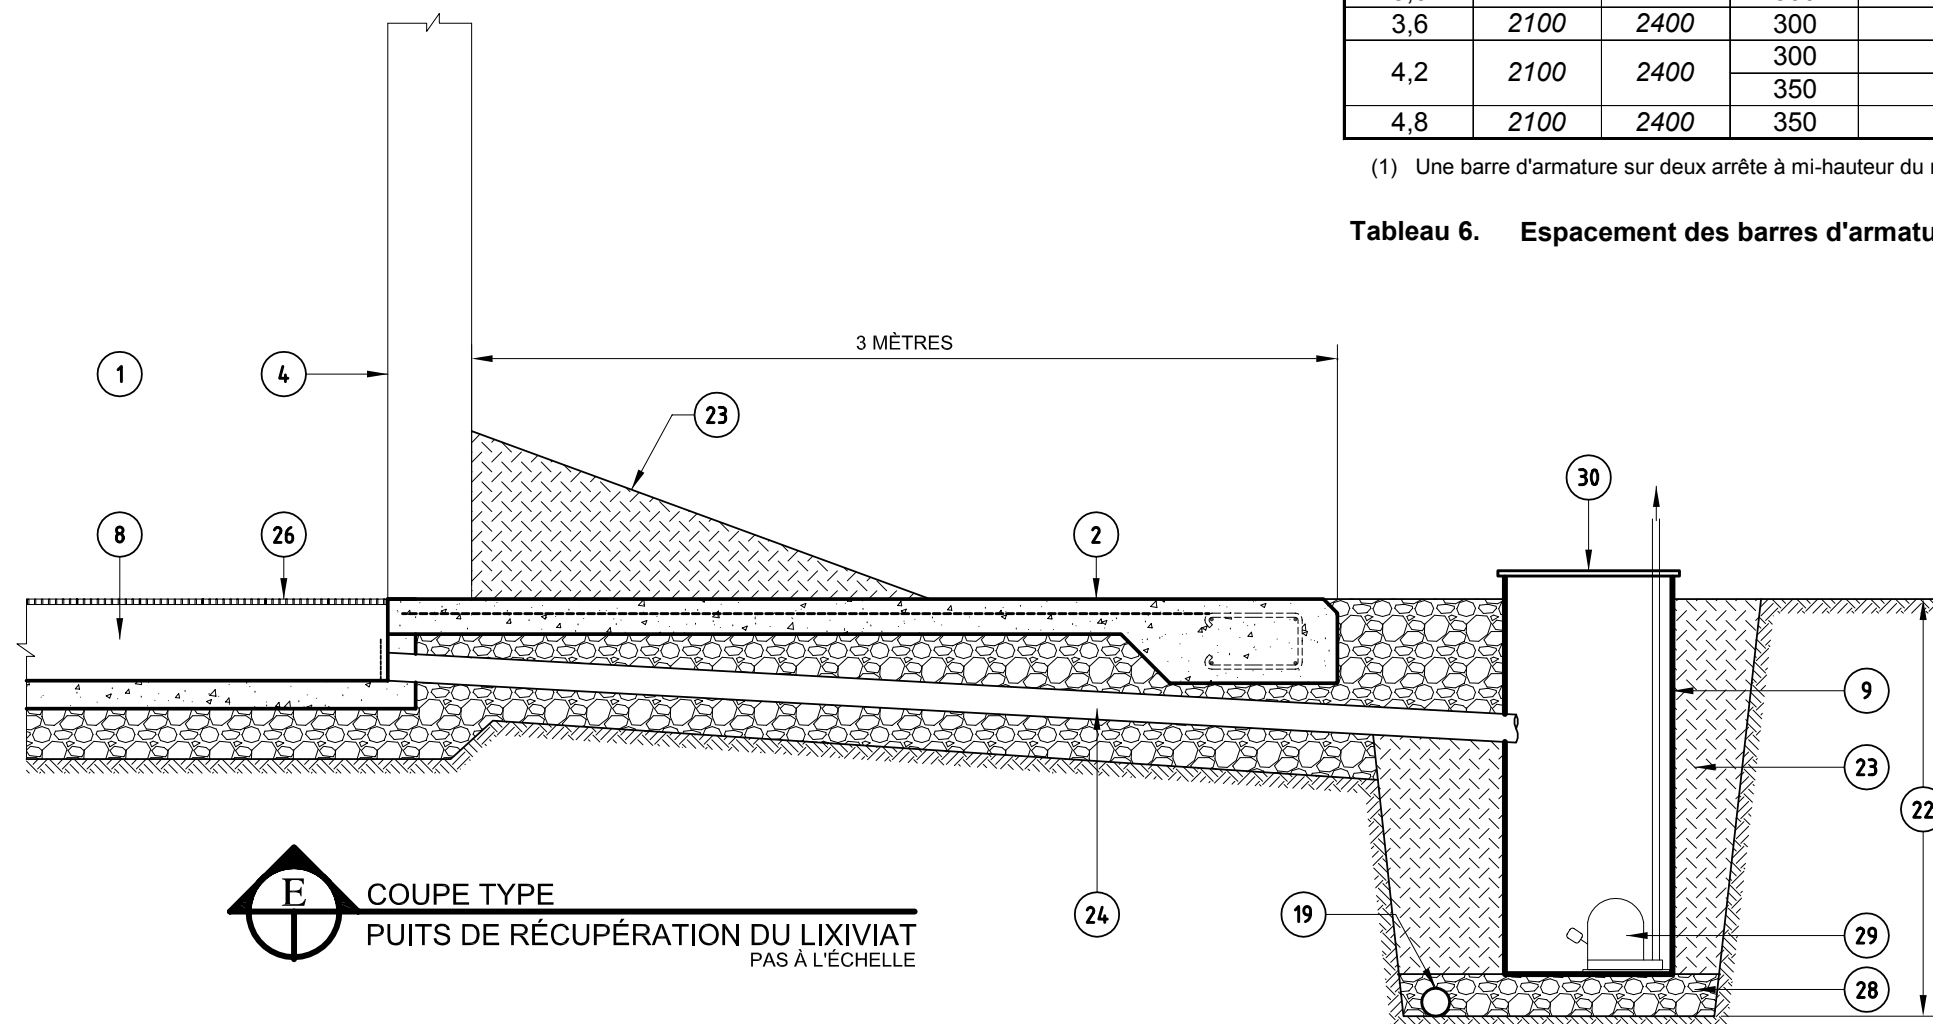 3,6 2100 2400 300
4,2 2100 2400 300
350
4,8 2100 2400 350
(1) Une barre d'armature sur deux arrête à mi-hauteur du
Tableau 6. Espacement des barres d'armatu
3 MÈTRES
1
4
23
30
8
26
2
9
23
22
24
19
29
28
E
COUPE TYPE
PUITS DE RÉCUPÉRATION DU LIXIVIAT
PAS À L'ÉCHELLE